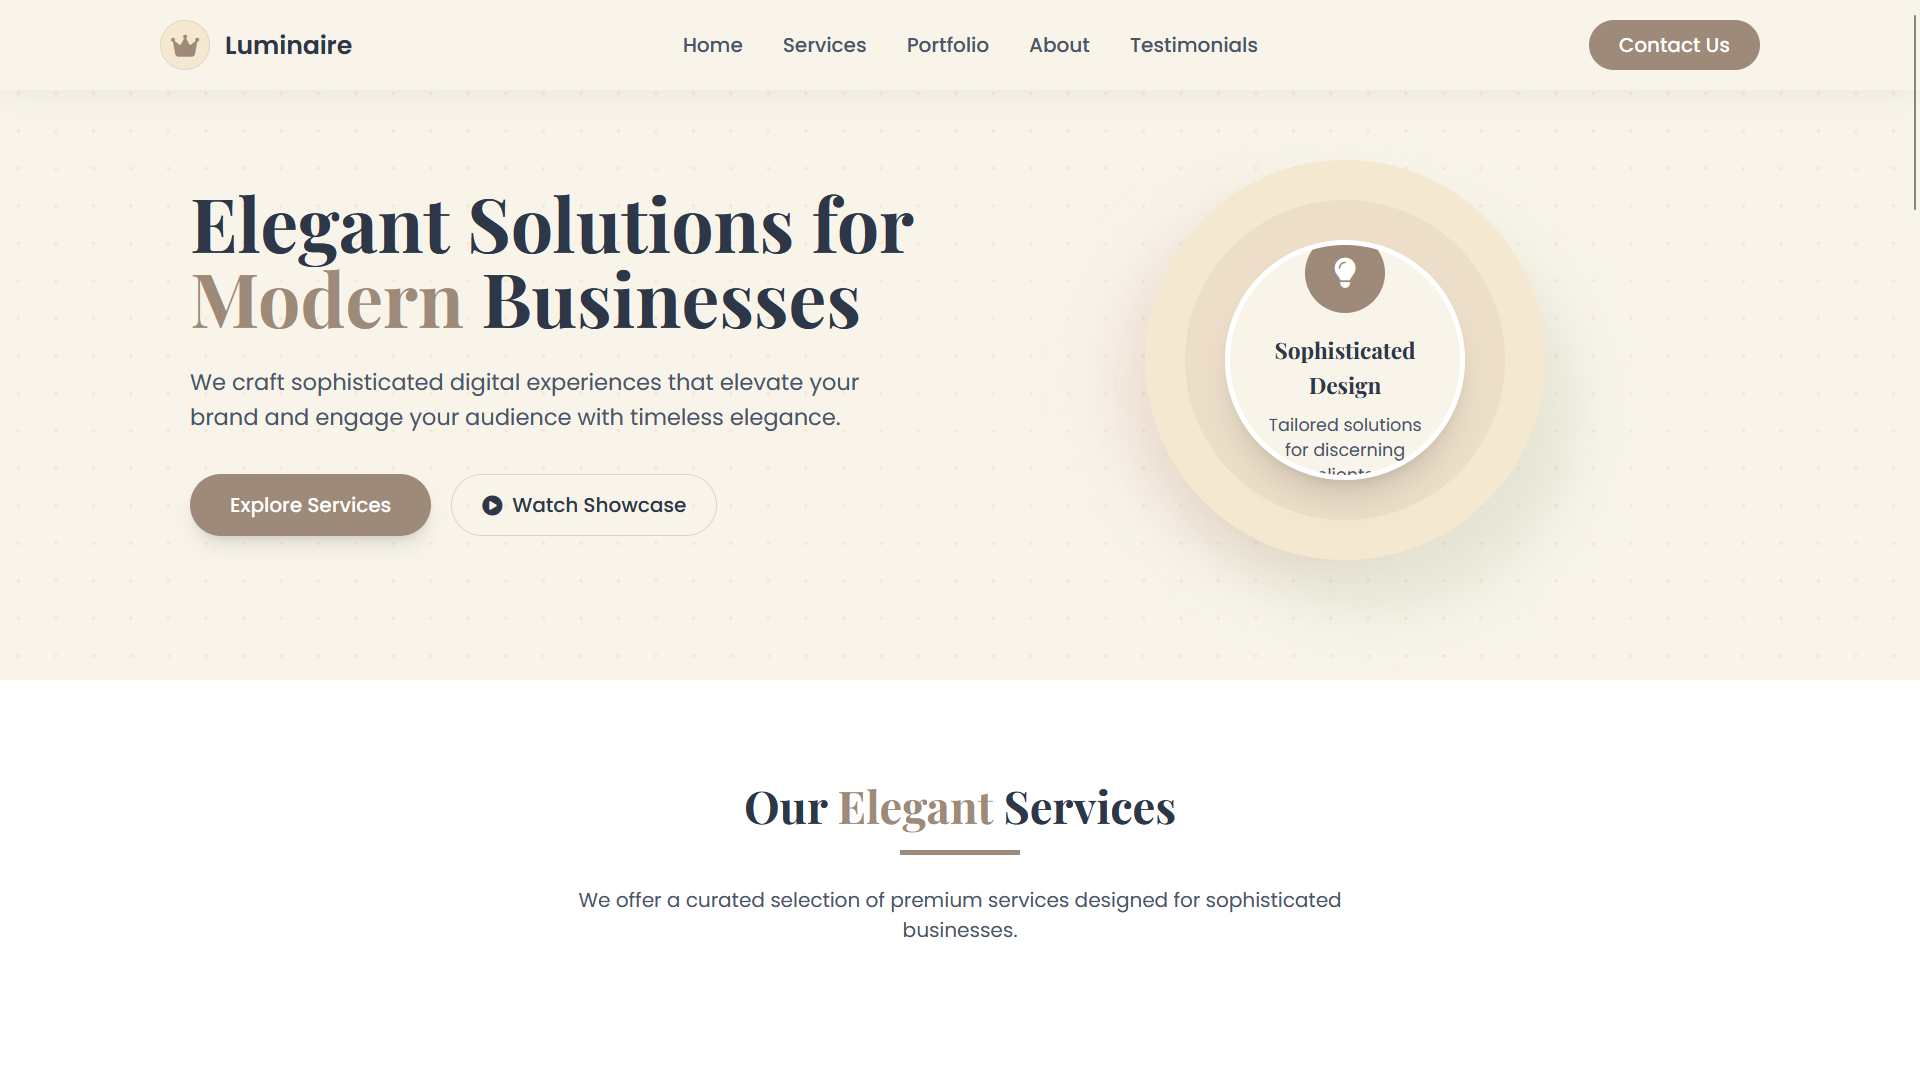 Luminaire
Home
Services
Portfolio
About
Testimonials
Contact Us
Elegant Solutions for
Modern Businesses
We craft sophisticated digital experiences that elevate your
brand and engage your audience with timeless elegance.
Explore Services
Watch Showcase
Sophisticated
Design
Tailored solutions
for discerning
Our Elegant Services
We offer a curated selection of premium services designed for sophisticated
businesses.